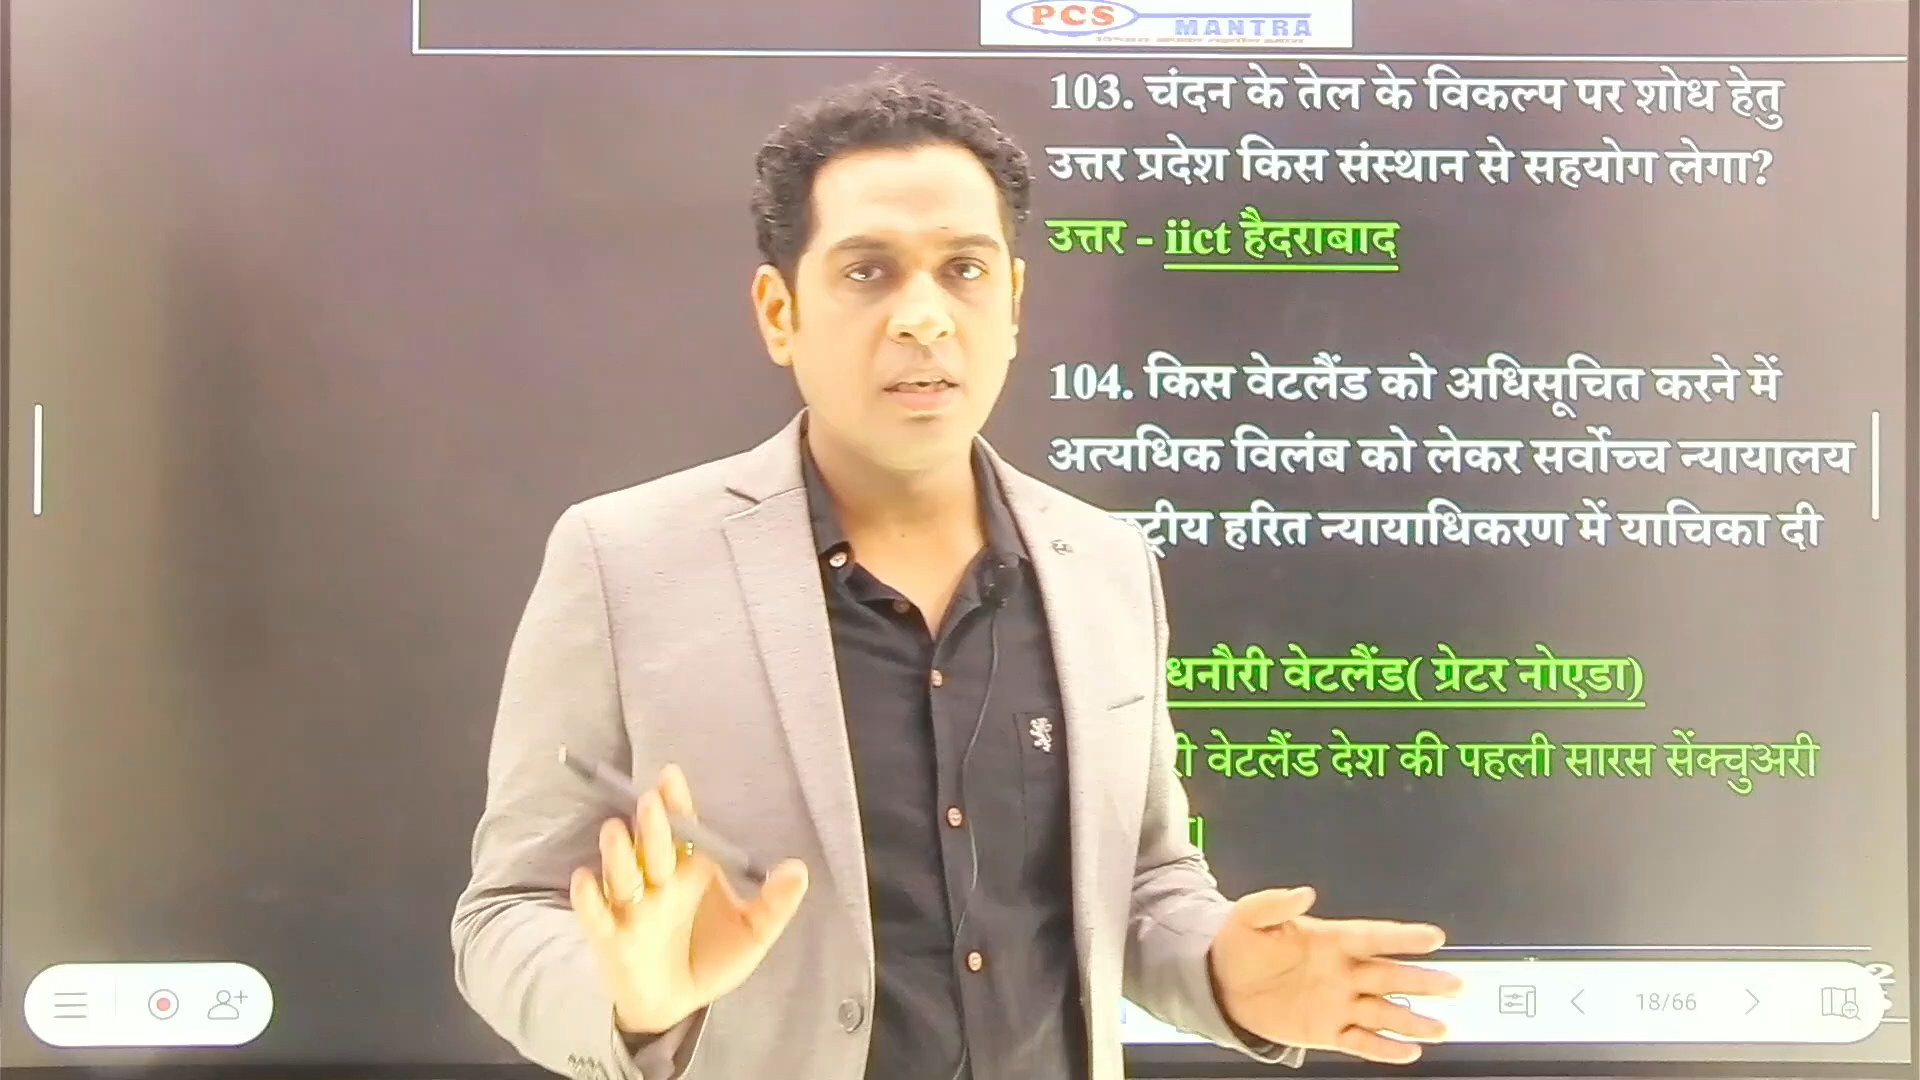 PCS
MANTRA
103. चंदन के तेल के विकल्प पर शोध हेतु
उत्तर प्रदेश किस संस्थान से सहयोग लेगा?
उत्तर - iict हैदराबाद
104. किस वेटलैंड को अधिसूचित करने में
अत्यधिक विलंब को लेकर सर्वोच्च न्यायालय
हरित न्यायाधिकरण में याचिका दी
धनौरी वेटलैंड( ग्रेटर नोएडा)
वेटलैंड देश की पहली सारस सेंक्चुअरी
18/66